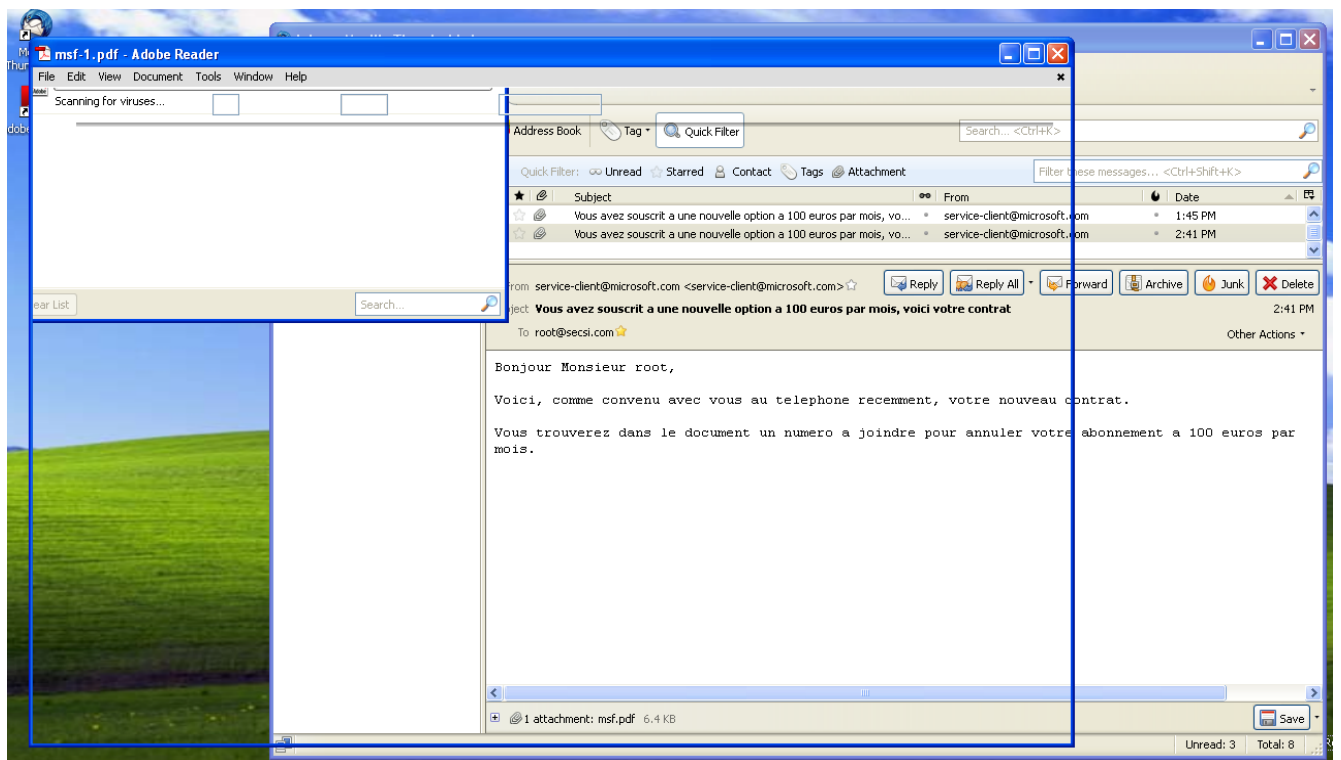 msf-1.pdf - Adobe Reader
File Edit View Document Tools Window Help
Scanning for viruses...
Address Book Tag Quick Filter Search... <Ctrl+K>
Quick Filter: Unread Starred Contact Tags Attachment Filter these messages... <Ctrl+Shift+K>
Subject From Date
Vous avez souscrit a une nouvelle option a 100 euros par mois, vo... service-client@microsoft.com 1:45 PM
Vous avez souscrit a une nouvelle option a 100 euros par mois, vo... service-client@microsoft.com 2:41 PM
ear List Search...
rom service-client@microsoft.com <service-client@microsoft.com> Reply Reply All Forward Archive Junk Delete
ject Vous avez souscrit a une nouvelle option a 100 euros par mois, voici votre contrat 2:41 PM
To root@secsi.com Other Actions
Bonjour Monsieur root,
Voici, comme convenu avec vous au telephone recemment, votre nouveau contrat.
Vous trouverez dans le document un numero a joindre pour annuler votre abonnement a 100 euros par
mois.
1 attachment: msf.pdf 6.4 KB Save
Unread: 3 Total: 8